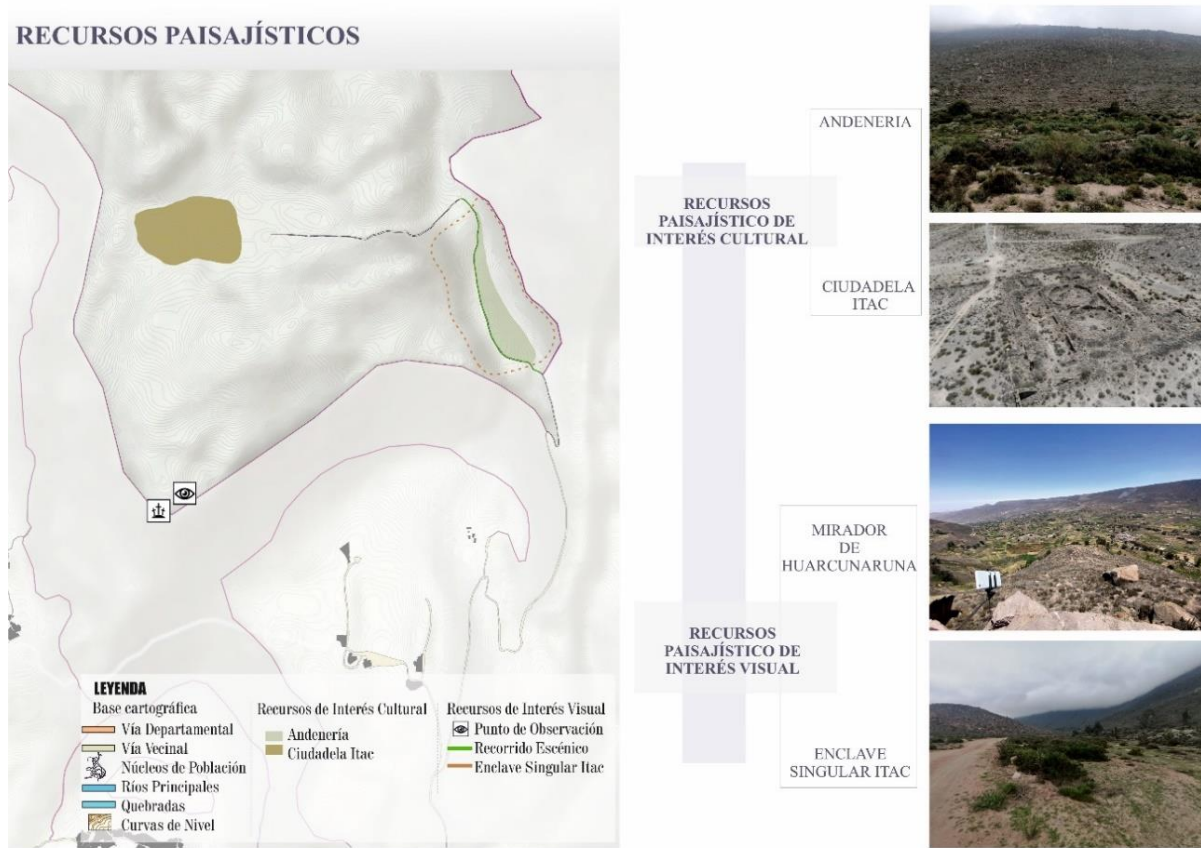 RECURSOS PAISAJÍSTICOS
LEYENDA
Base cartográfica
Vía Departamental
Vía Vecinal
Núcleos de Población
Ríos Principales
Quebradas
Curvas de Nivel
Recursos de Interés Cultural
Andenería
Ciudadela Itac
Recursos de Interés Visual
Punto de Observación
Recorrido Escénico
Enclave Singular Itac
RECURSOS
PAISAJÍSTICO DE
INTERÉS CULTURAL
ANDENERIA
CIUDADELA
ITAC
RECURSOS
PAISAJÍSTICO DE
INTERÉS VISUAL
MIRADOR
DE
HUARCUNARUNA
ENCLAVE
SINGULAR ITAC